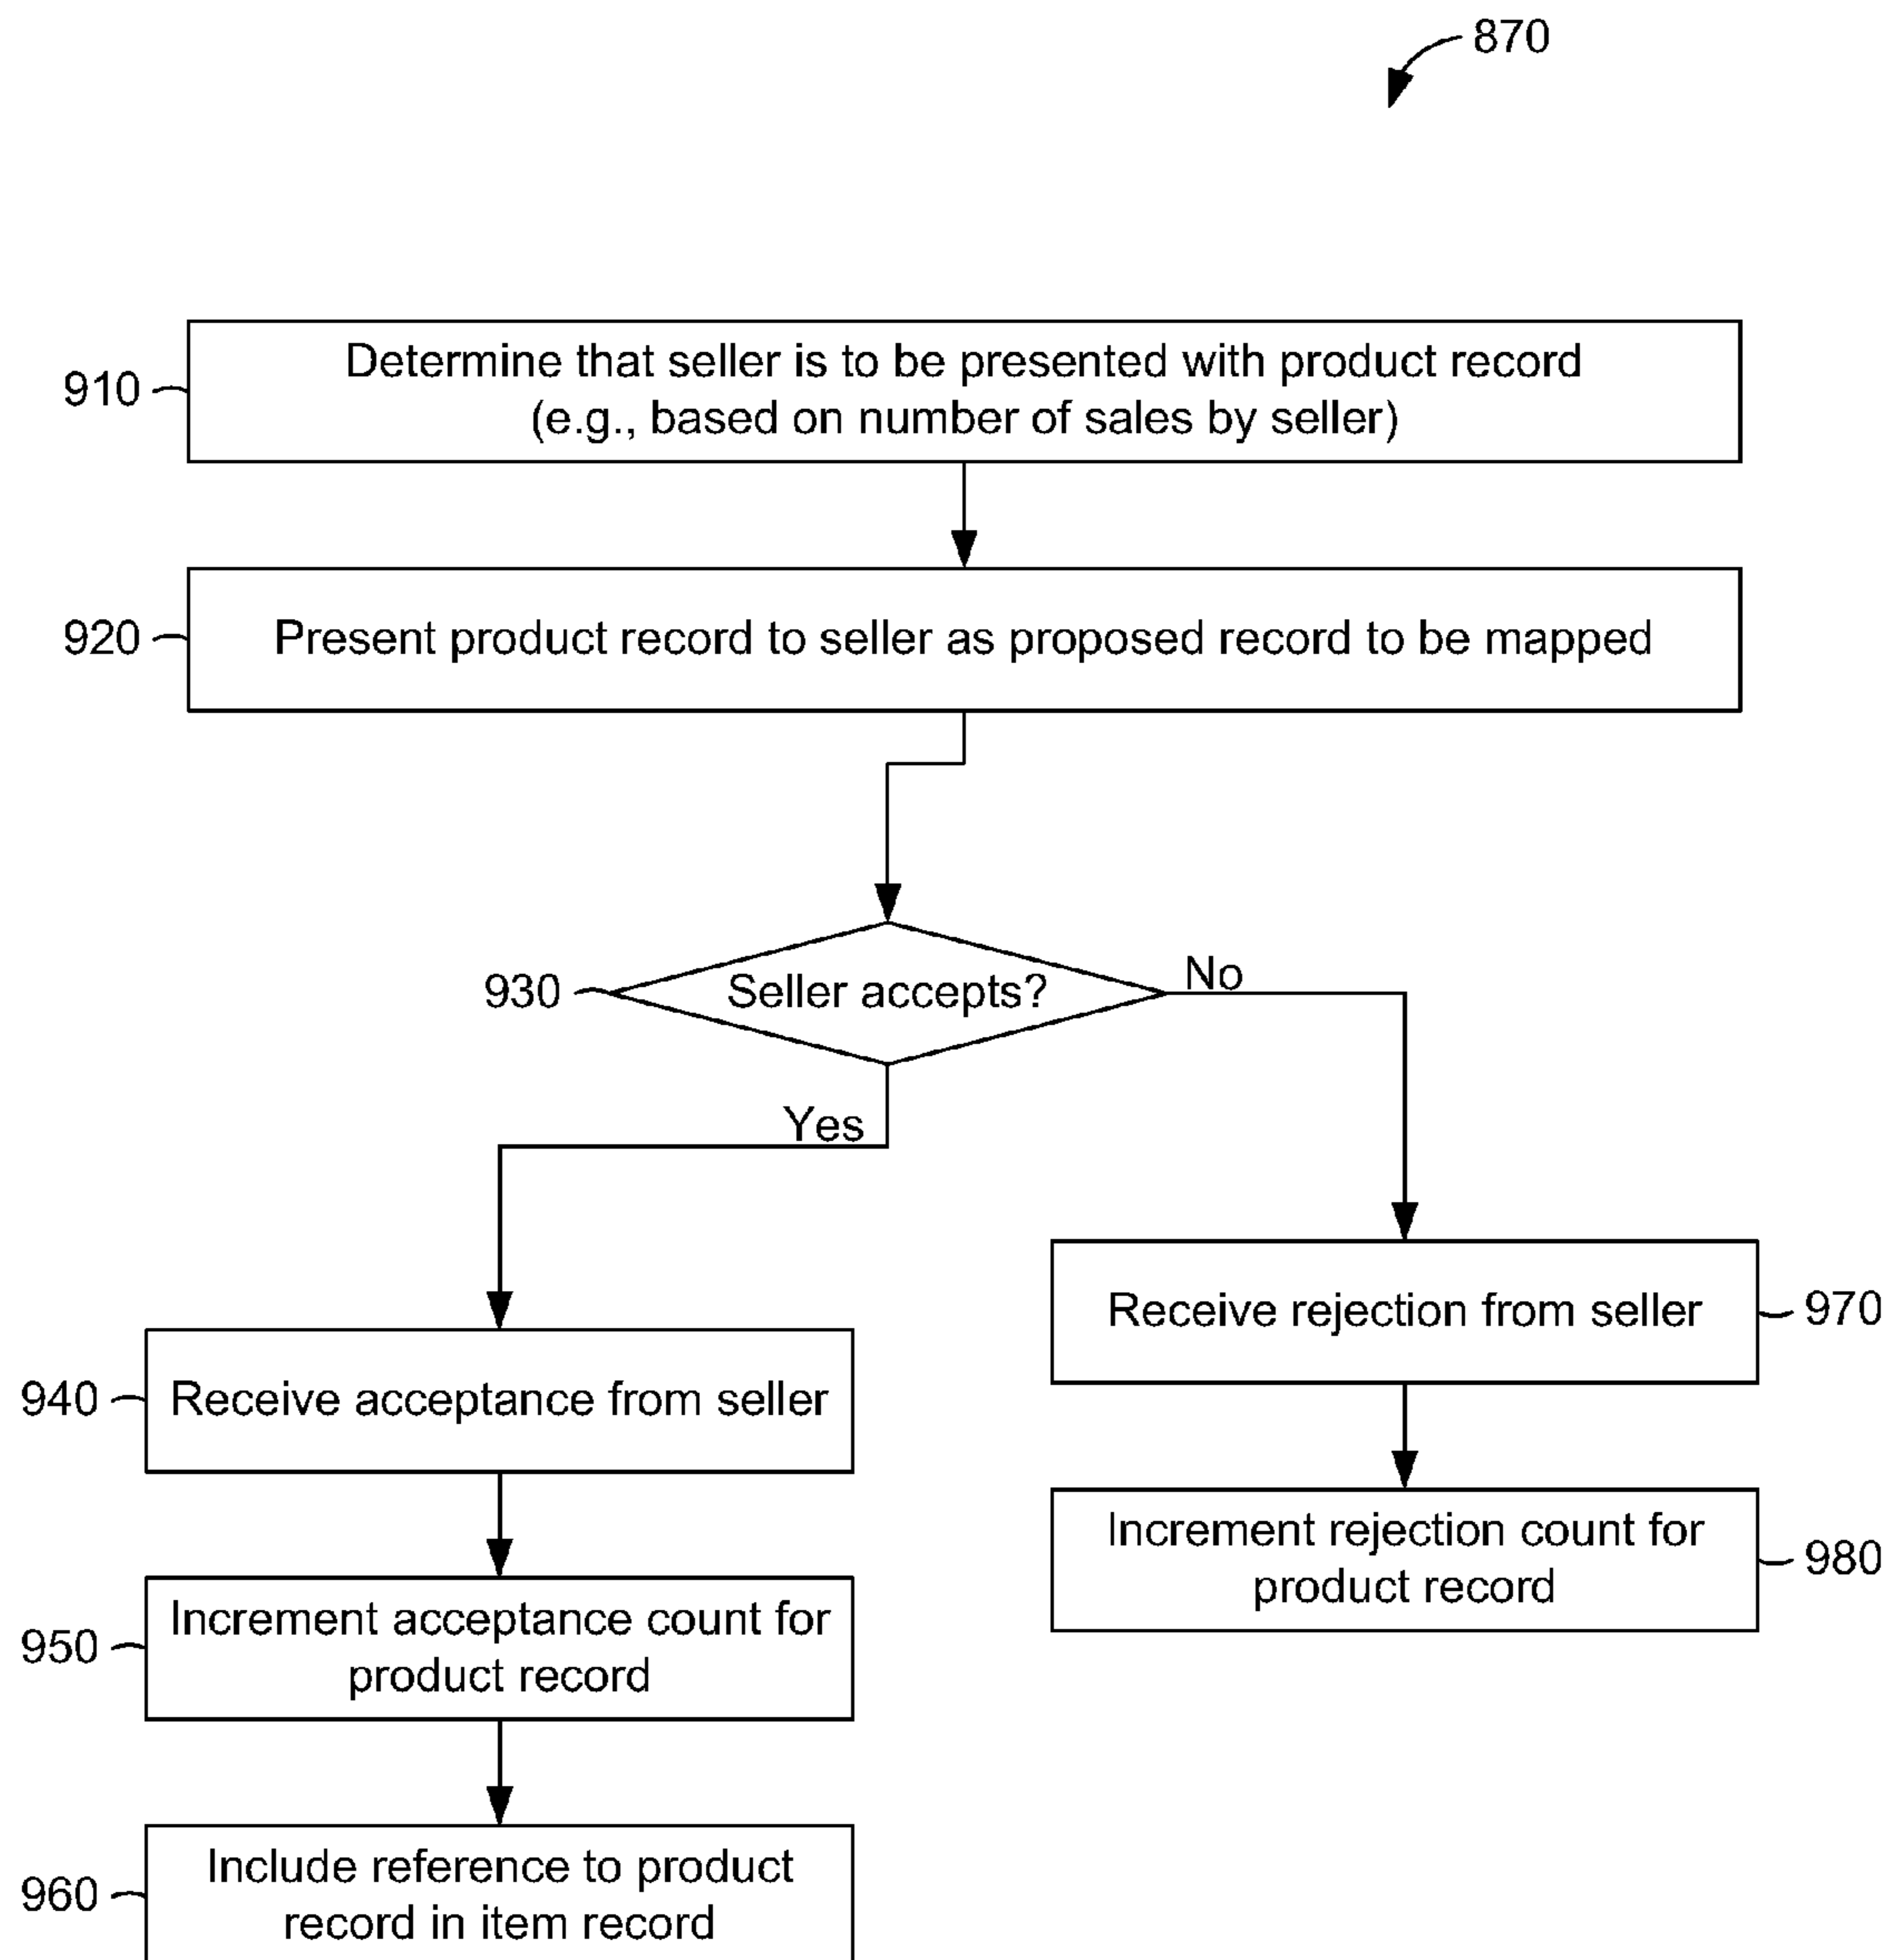 870
910
Determine that seller is to be presented with product record
(e.g., based on number of sales by seller)
920
Present product record to seller as proposed record to be mapped
930
Seller accepts?
No
Yes
970
Receive rejection from seller
940
Receive acceptance from seller
980
Increment rejection count for
product record
950
Increment acceptance count for
product record
960
Include reference to product
record in item record